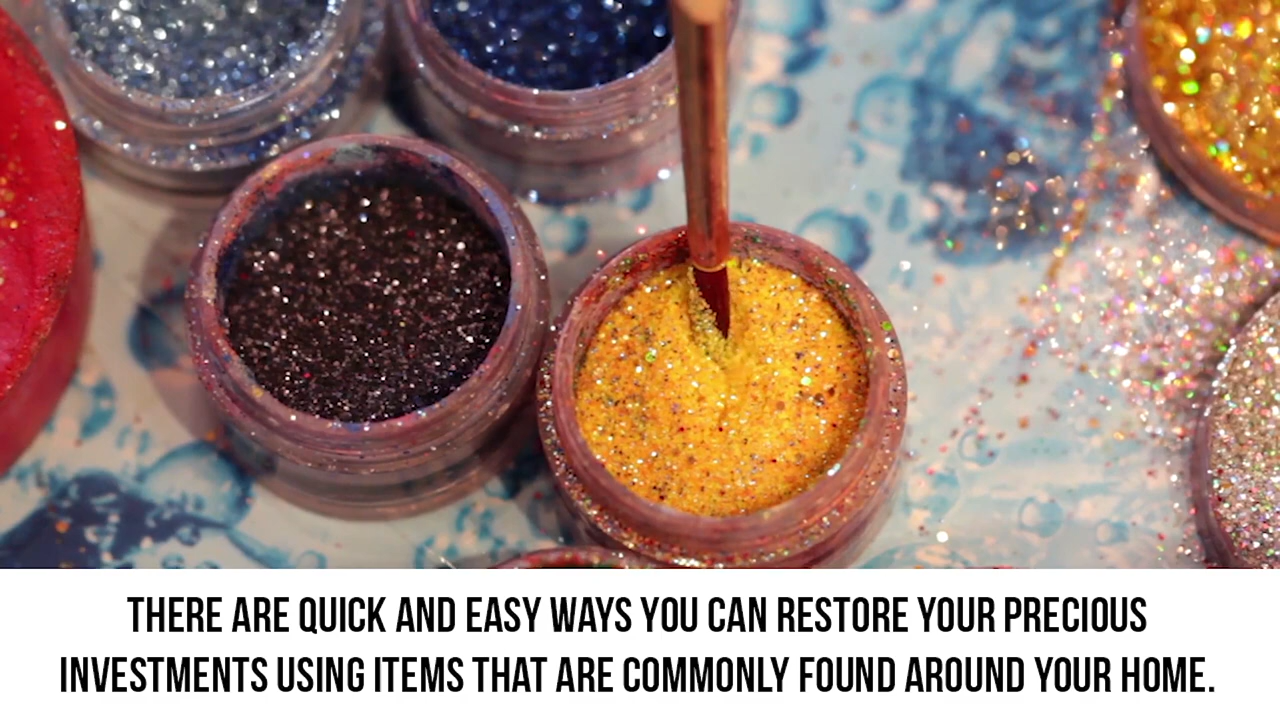 THERE ARE QUICK AND EASY WAYS YOU CAN RESTORE YOUR PRECIOUS
INVESTMENTS USING ITEMS THAT ARE COMMONLY FOUND AROUND YOUR HOME.